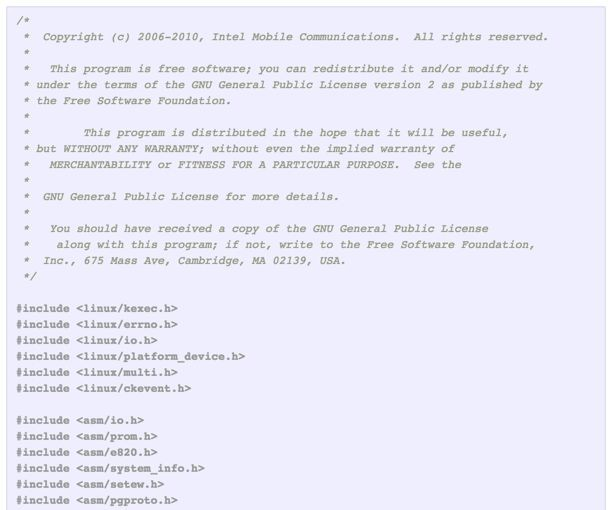 /*
 * Copyright (c) 2006-2010, Intel Mobile Communications. All rights reserved.
 *
 * This program is free software; you can redistribute it and/or modify it
 * under the terms of the GNU General Public License version 2 as published by
 * the Free Software Foundation.
 *
 * This program is distributed in the hope that it will be useful,
 * but WITHOUT ANY WARRANTY; without even the implied warranty of
 * MERCHANTABILITY or FITNESS FOR A PARTICULAR PURPOSE. See the
 *
 * GNU General Public License for more details.
 *
 * You should have received a copy of the GNU General Public License
 * along with this program; if not, write to the Free Software Foundation,
 * Inc., 675 Mass Ave, Cambridge, MA 02139, USA.
 */
#include <linux/kexec.h>
#include <linux/errno.h>
#include <linux/io.h>
#include <linux/platform_device.h>
#include <linux/multi.h>
#include <linux/ckevent.h>
#include <asm/io.h>
#include <asm/prom.h>
#include <asm/e820.h>
#include <asm/system_info.h>
#include <asm/setew.h>
#include <asm/pgproto.h>